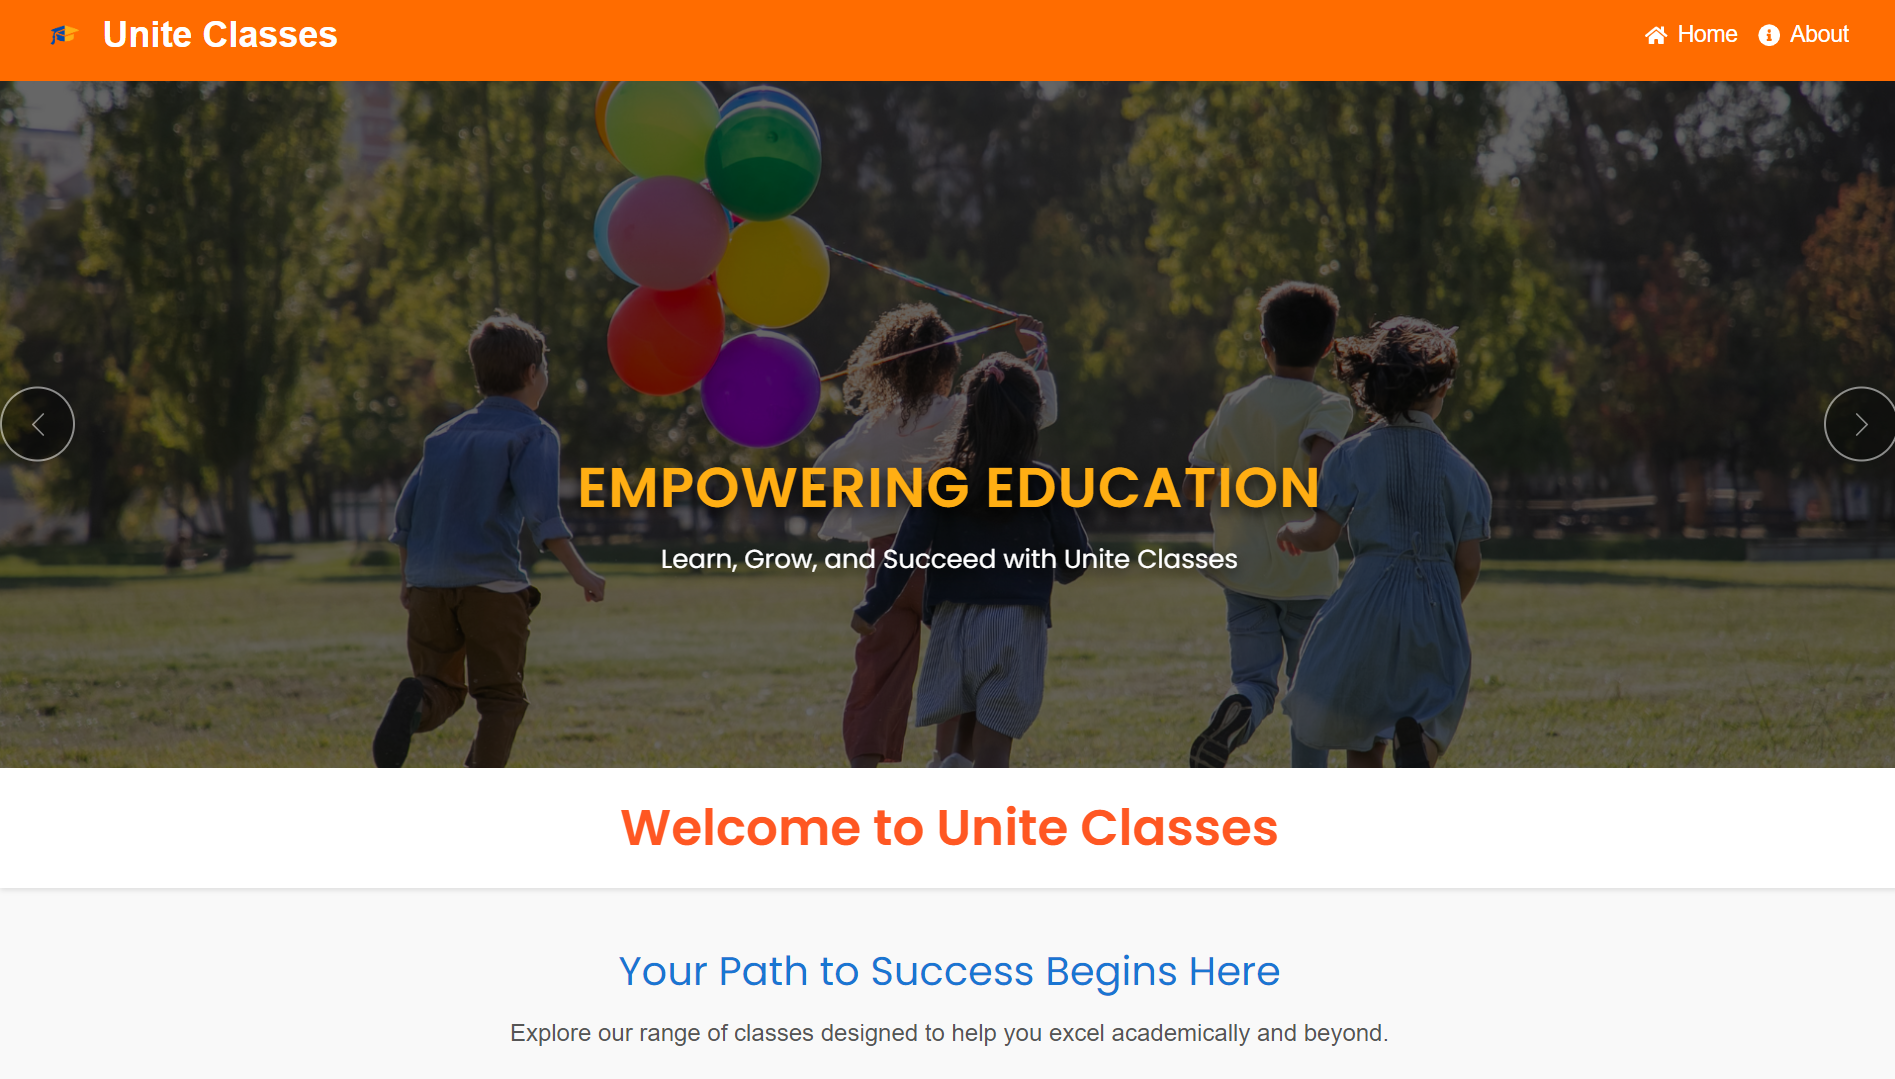 Unite Classes
Home
About
EMPOWERING EDUCATION
Learn, Grow, and Succeed with Unite Classes
Welcome to Unite Classes
Your Path to Success Begins Here
Explore our range of classes designed to help you excel academically and beyond.